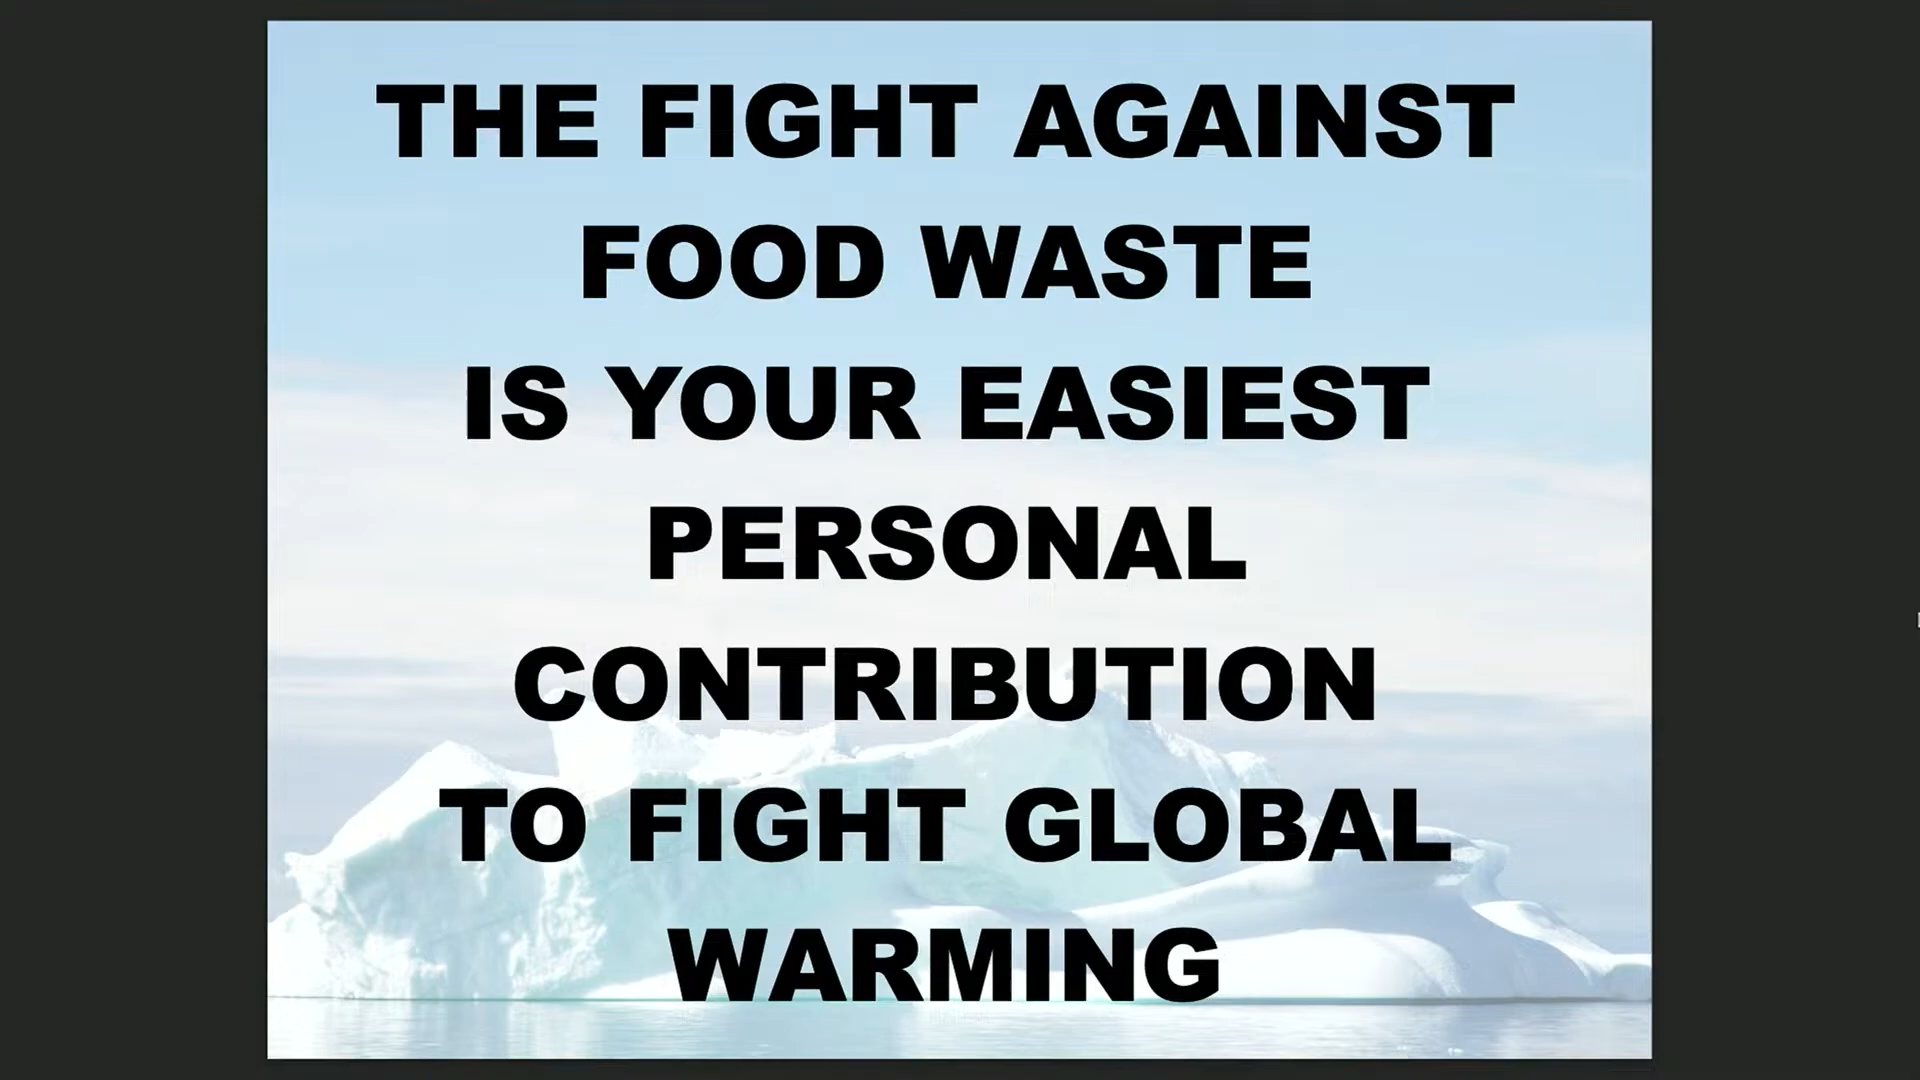 THE FIGHT AGAINST
FOOD WASTE
IS YOUR EASIEST
PERSONAL
CONTRIBUTION
TO FIGHT GLOBAL
WARMING